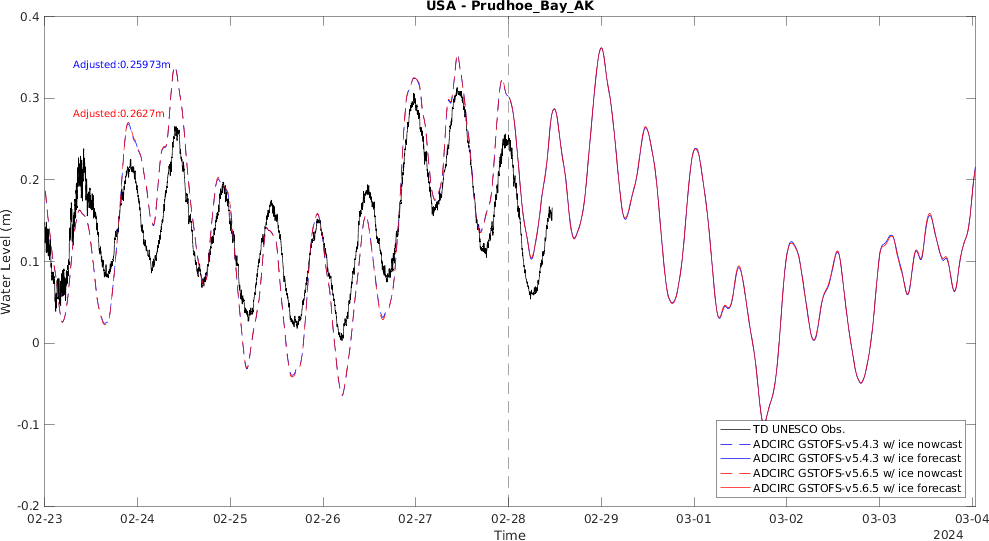 USA - Prudhoe_Bay_AK
0.4
0.3
0.2
0.1
0
-0.1
-0.2
Water Level (m)
Adjusted:0.25973m
Adjusted:0.2627m
TD UNESCO Obs.
ADCIRC GSTOFS-v5.4.3 w/ ice nowcast
ADCIRC GSTOFS-v5.4.3 w/ ice forecast
ADCIRC GSTOFS-v5.6.5 w/ ice nowcast
ADCIRC GSTOFS-v5.6.5 w/ ice forecast
02-23 02-24 02-25 02-26 02-27 02-28 02-29 03-01 03-02 03-03 03-04
Time
2024